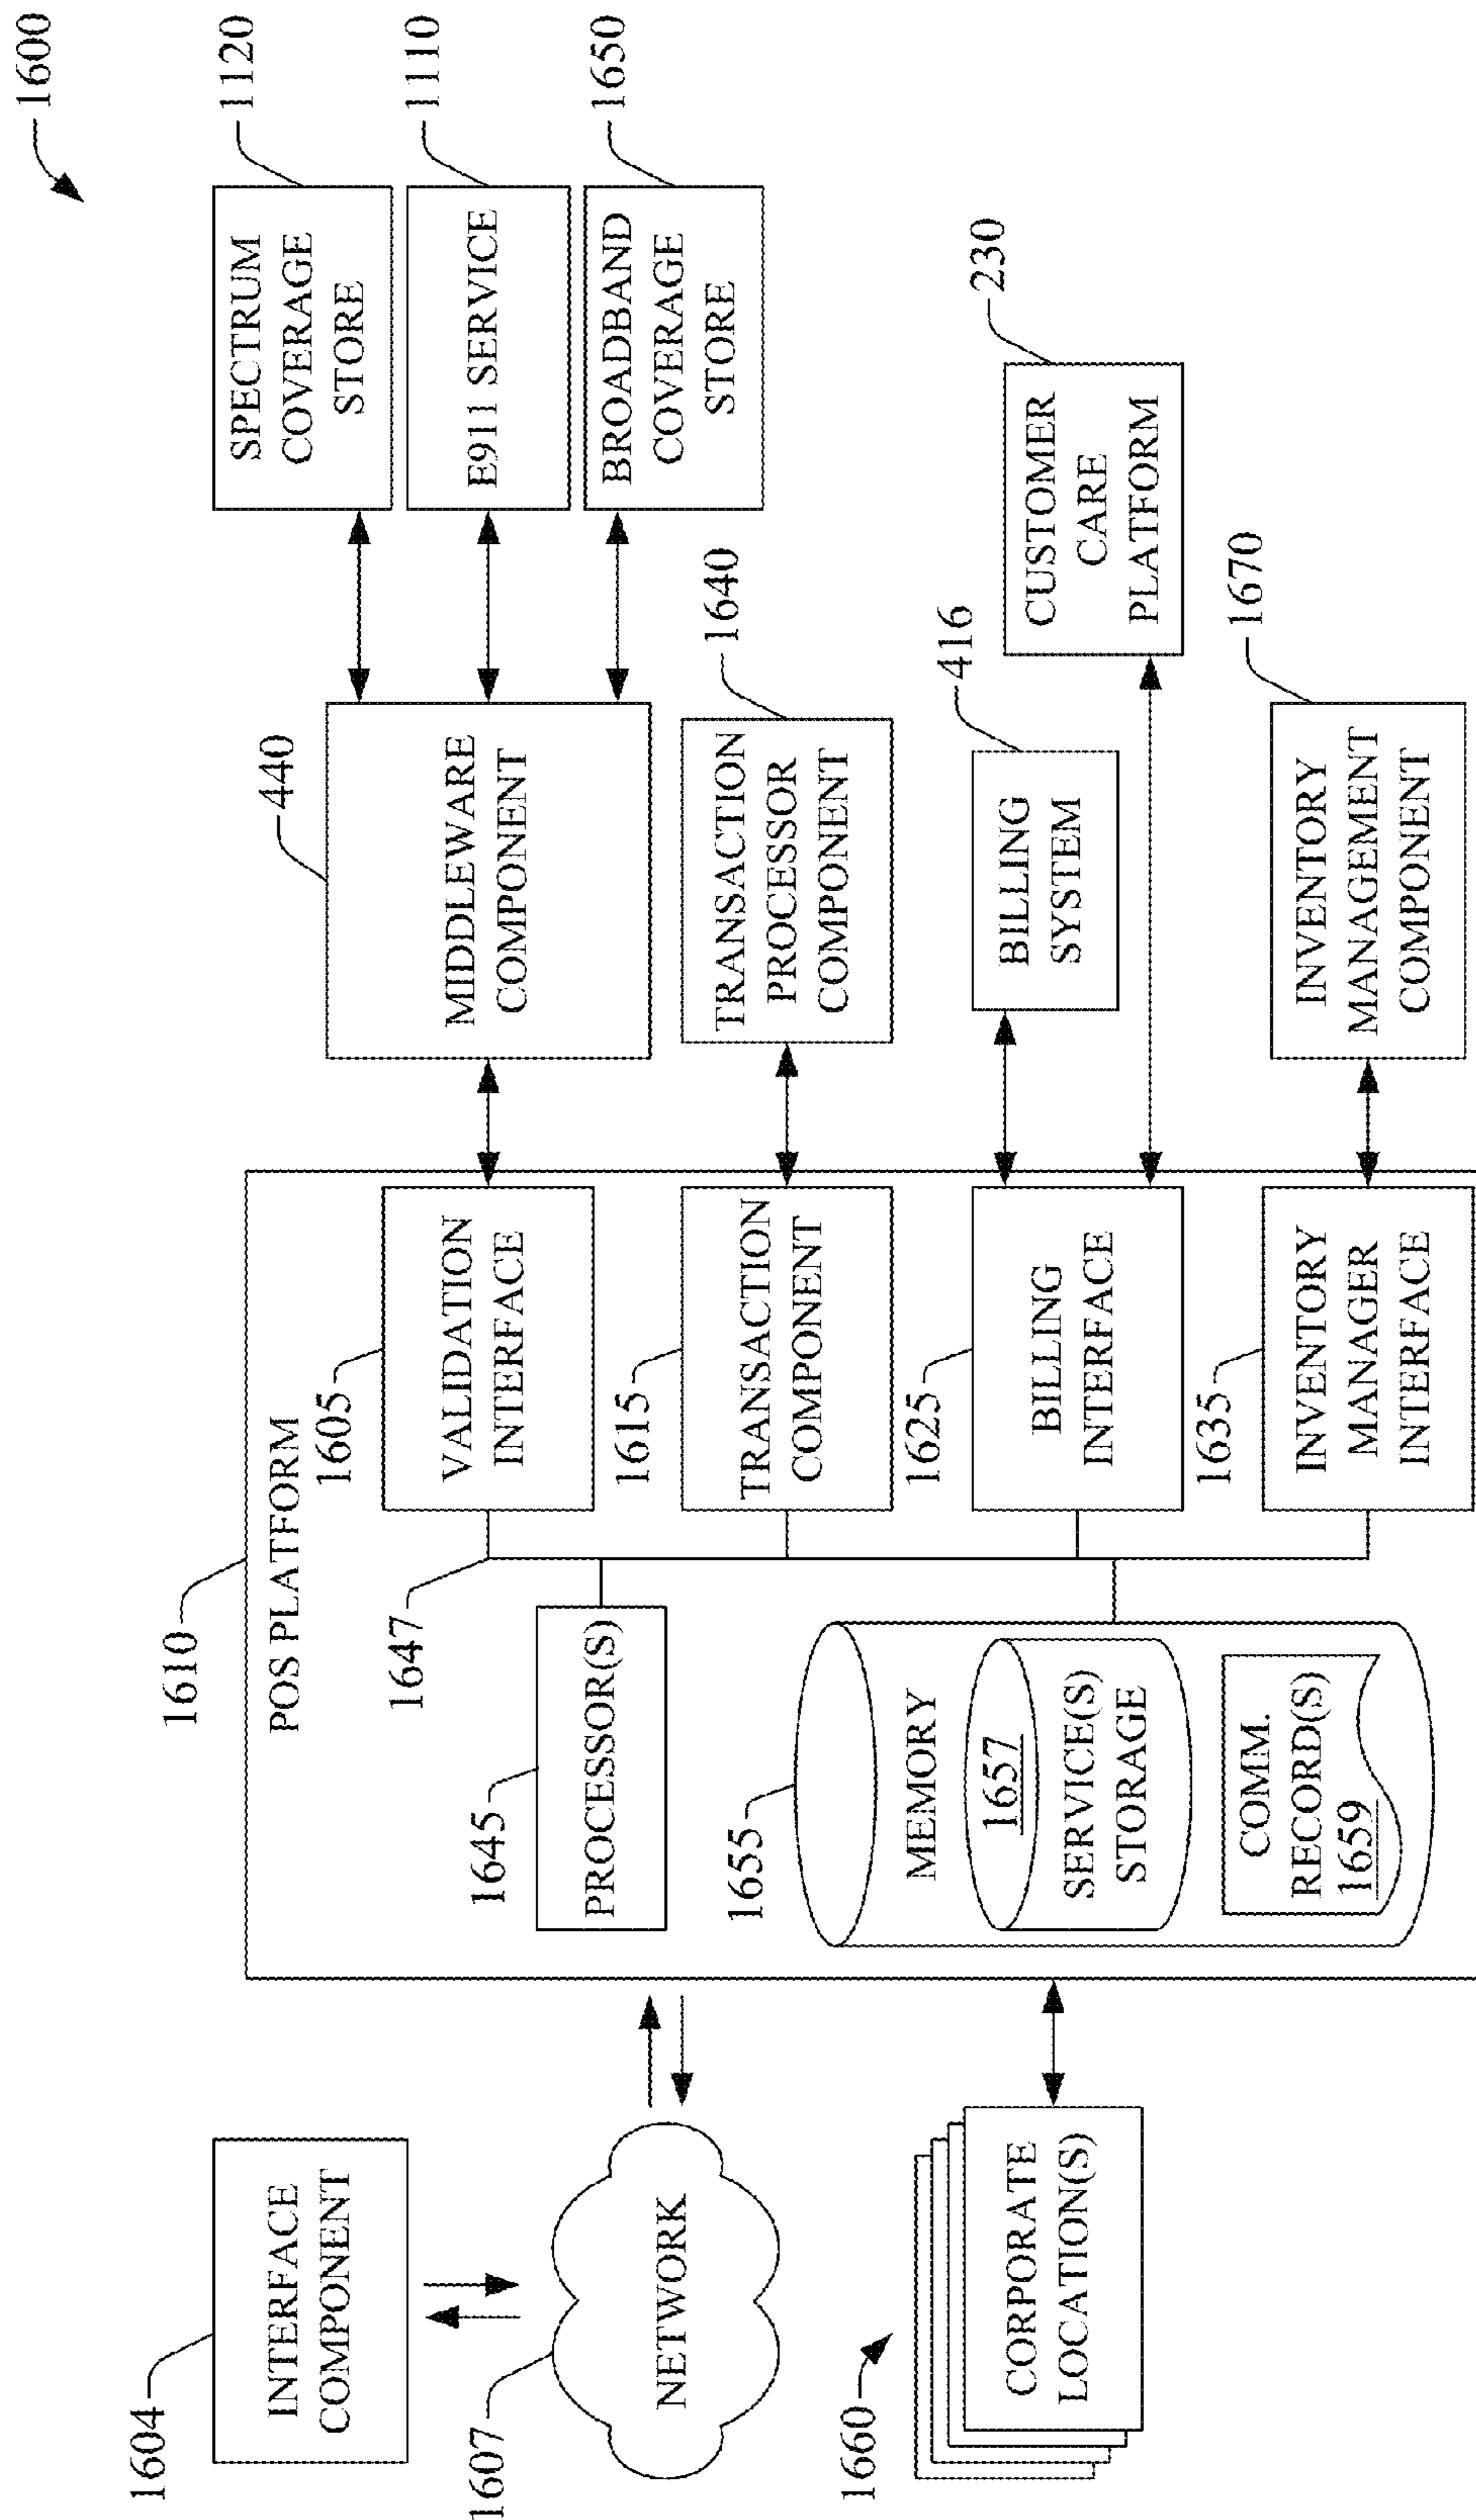 1600
1604
INTERFACE
COMPONENT
1607
NETWORK
1660
CORPORATE
LOCATION(S)
1610
POS PLATFORM
1647
1645
PROCESSOR(S)
1655
MEMORY
1657
SERVICE(S)
STORAGE
COMM.
RECORD(S)
1659
1605
VALIDATION
INTERFACE
1615
TRANSACTION
COMPONENT
1625
BILLING
INTERFACE
1635
INVENTORY
MANAGER
INTERFACE
440
MIDDLEWARE
COMPONENT
1640
TRANSACTION
PROCESSOR
COMPONENT
416
BILLING
SYSTEM
230
CUSTOMER
CARE
PLATFORM
1670
INVENTORY
MANAGEMENT
COMPONENT
1120
SPECTRUM
COVERAGE
STORE
1110
E911 SERVICE
1650
BROADBAND
COVERAGE
STORE